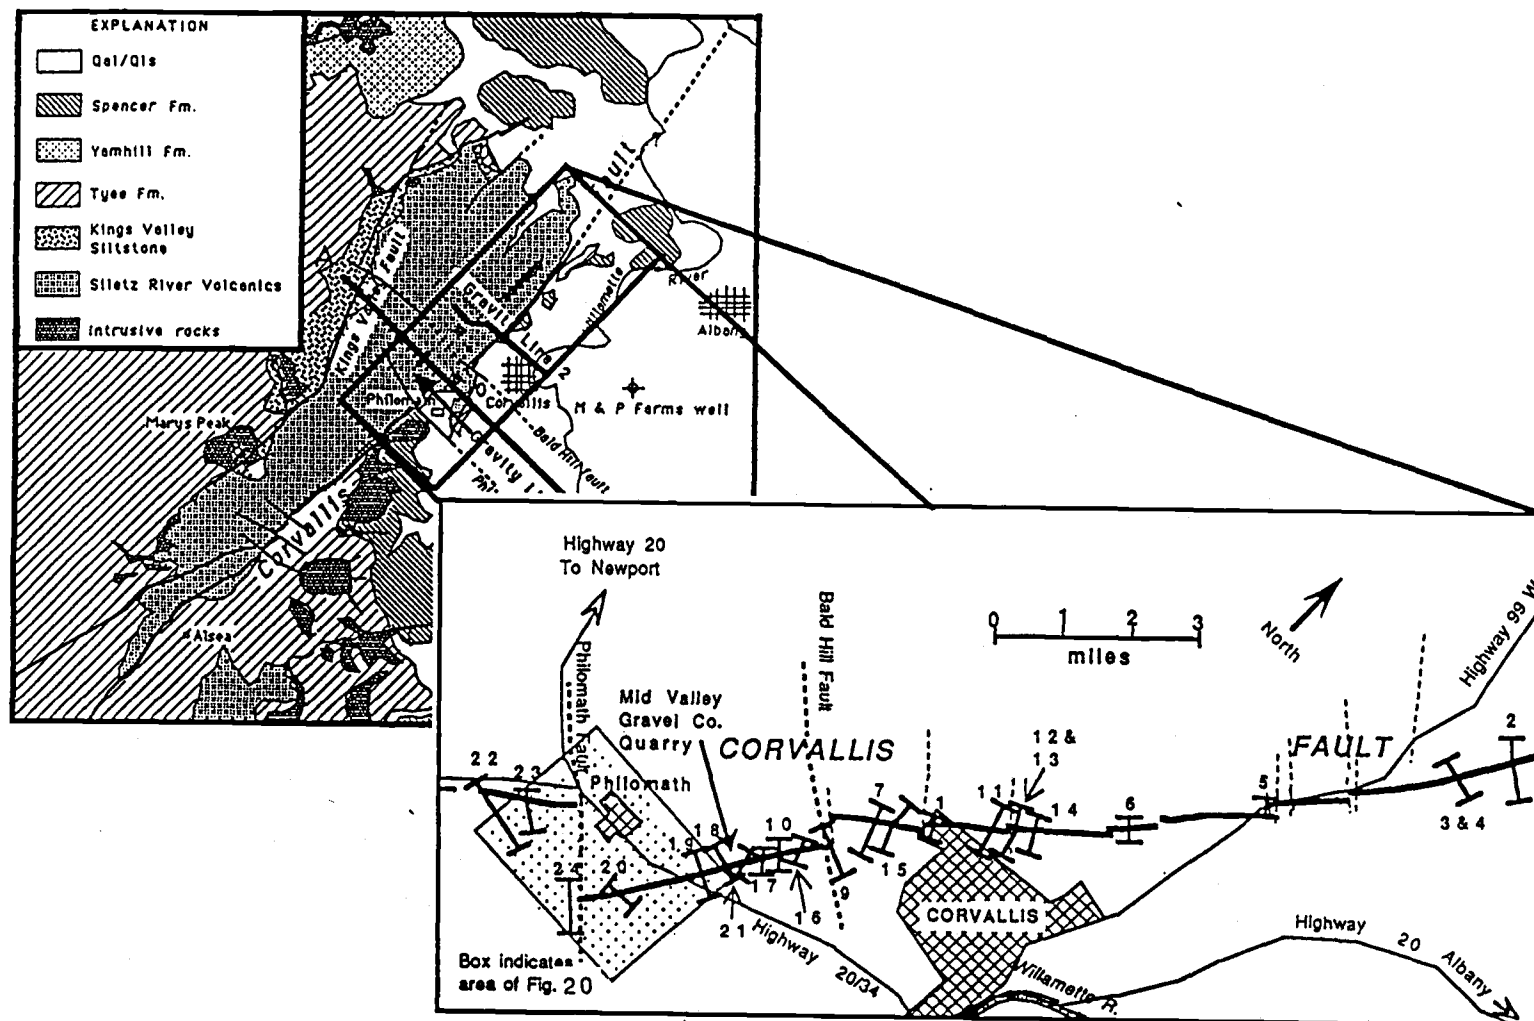 EXPLANATION
Qal/Qls
Spencer Fm.
Yamhill Fm.
Tyee Fm.
Kings Valley
Siltstone
Siletz River Volcanics
Intrusive rocks
Kings Valley Fault
Gravity Line 2
Willamette
River
Albany
Philomath
Corvallis
M & P Farms well
Bald Hill Fault
Gravity
Marys Peak
Corvallis
Alsea
Highway 20
To Newport
Philomath Fault
Bald Hill Fault
0 1 2 3
miles
North
Highway 99 W
Mid Valley
Gravel Co.
Quarry
CORVALLIS
FAULT
12 &
13
22
23
Philomath
7
1
11
14
6
5
2
3 & 4
19
18
10
20
17
15
9
16
21
CORVALLIS
Highway 20/34
Highway 20 Albany
Willamette R.
Box indicates
area of Fig. 20